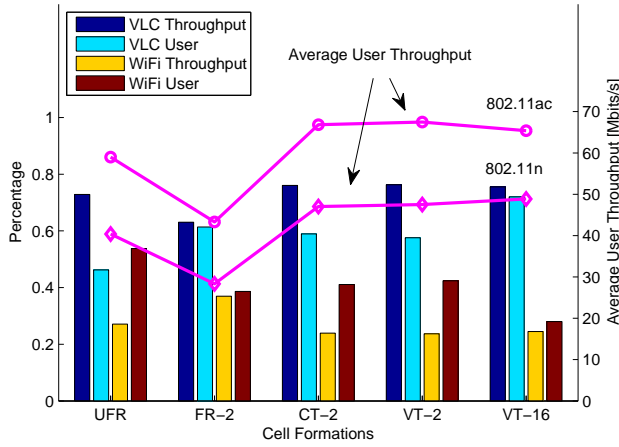 VLC Throughput
VLC User
WiFi Throughput
WiFi User
Average User Throughput
802.11ac
802.11n
Percentage
1
0.8
0.6
0.4
0.2
0
Average User Throughput [Mbits/s]
70
60
50
40
30
20
10
0
UFR
FR−2
CT−2
VT−2
VT−16
Cell Formations